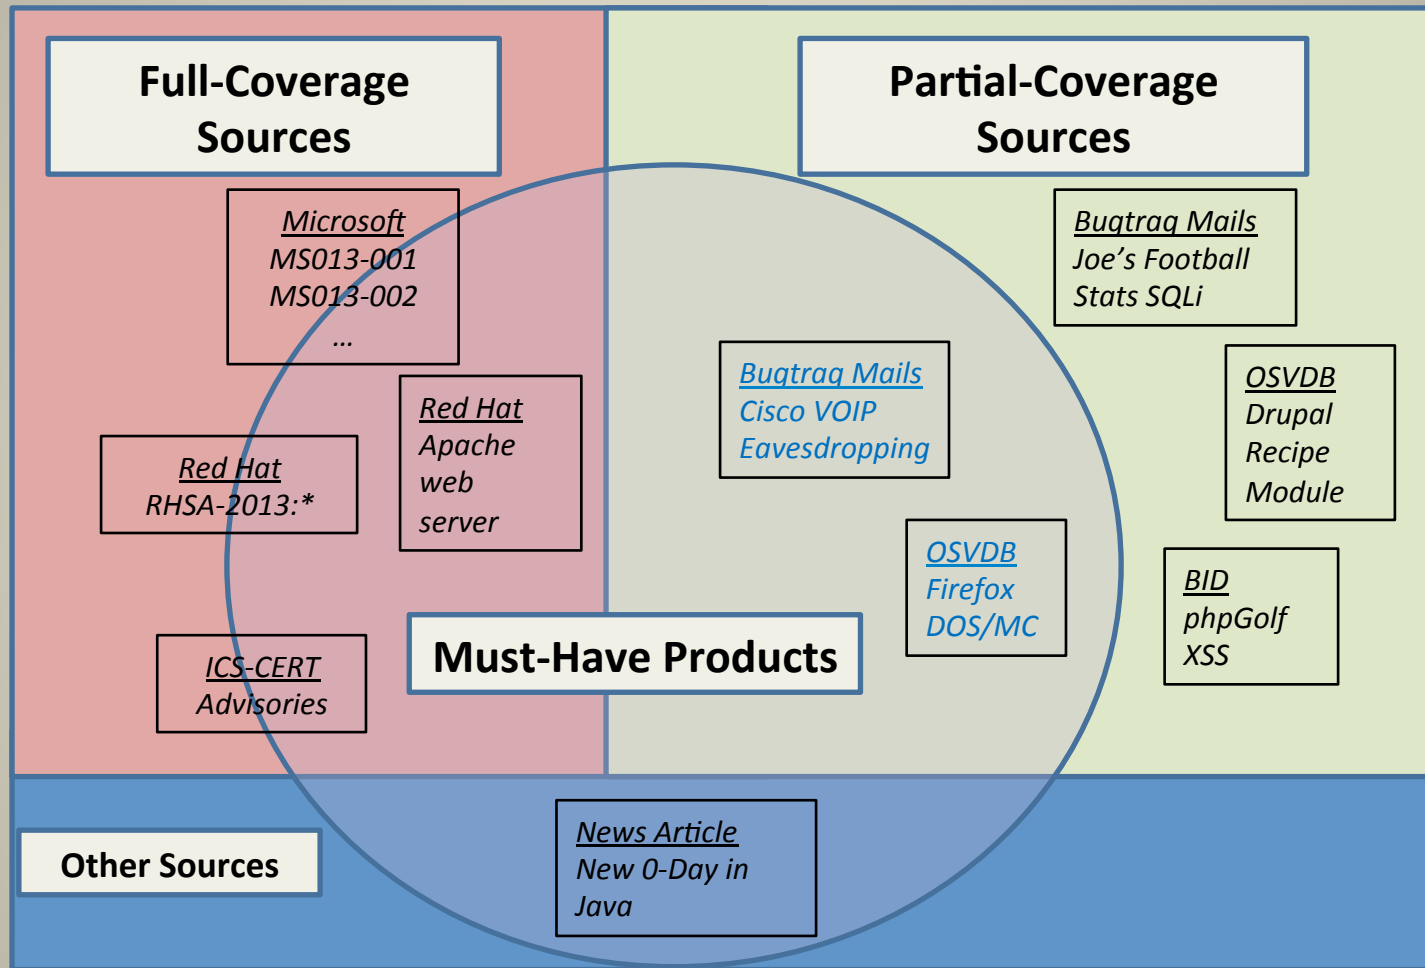 Full-Coverage
Sources
Partial-Coverage
Sources
Microsoft
MS013-001
MS013-002
...
Bugtraq Mails
Joe's Football
Stats SQLi
Bugtraq Mails
Cisco VOIP
Eavesdropping
OSVDB
Drupal
Recipe
Module
Red Hat
Apache
web
server
Red Hat
RHSA-2013:*
OSVDB
Firefox
DOS/MC
BID
phpGolf
XSS
Must-Have Products
ICS-CERT
Advisories
Other Sources
News Article
New 0-Day in
Java